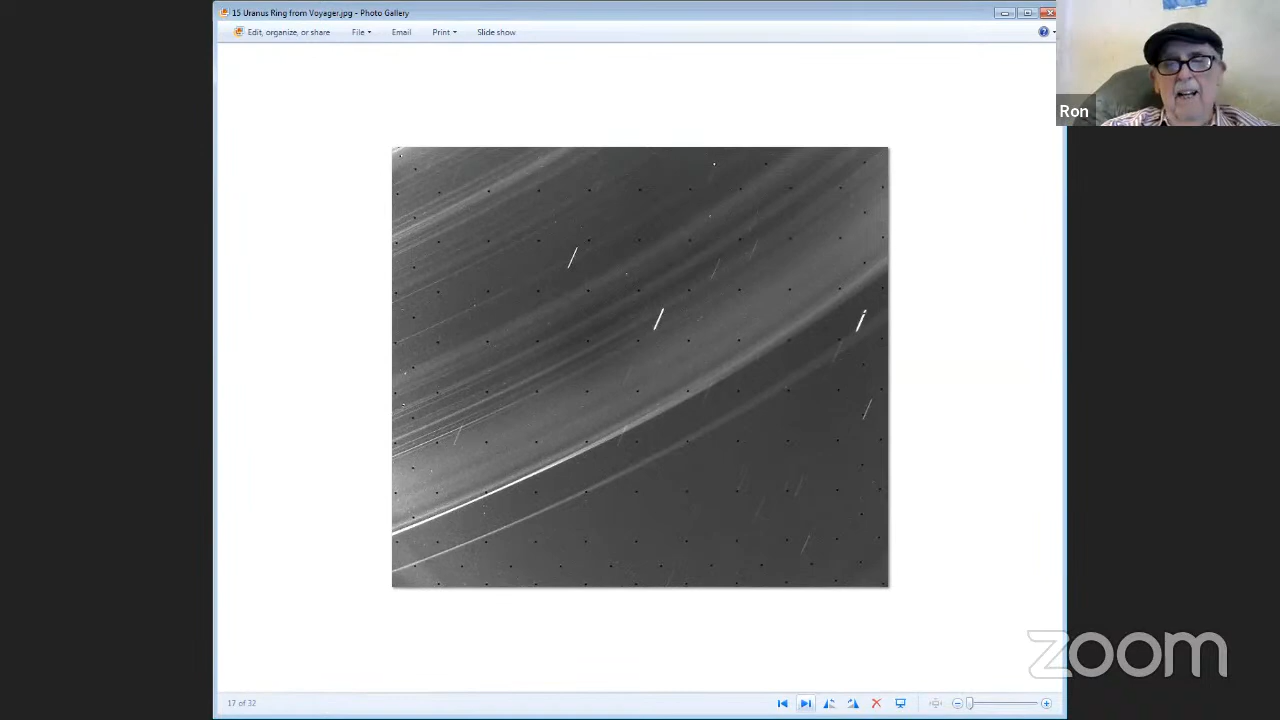 15 Uranus Ring from Voyager.jpg - Photo Gallery
Edit, organize, or share File Email Print Slide show
Ron
17 of 32
zoom